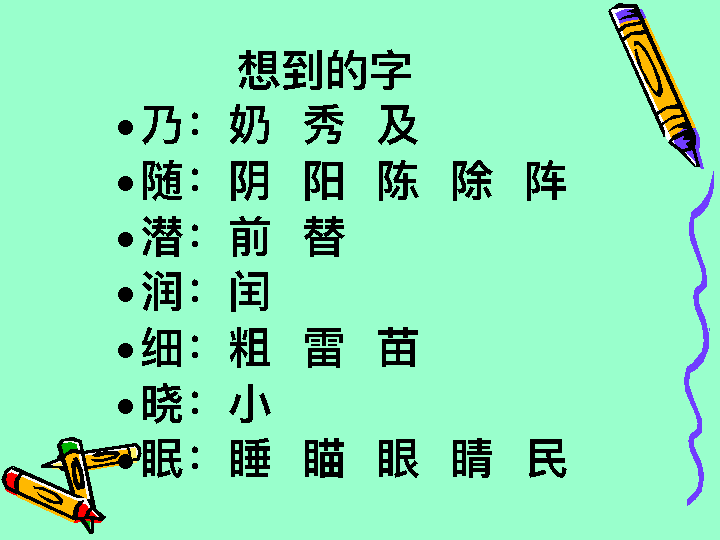 想到的字
•乃：奶 秀 及
•随：阴 阳 陈 除 阵
•潜：前 替
•润：闰
•细：粗 雷 苗
•晓：小
•眠：睡 瞄 眼 睛 民